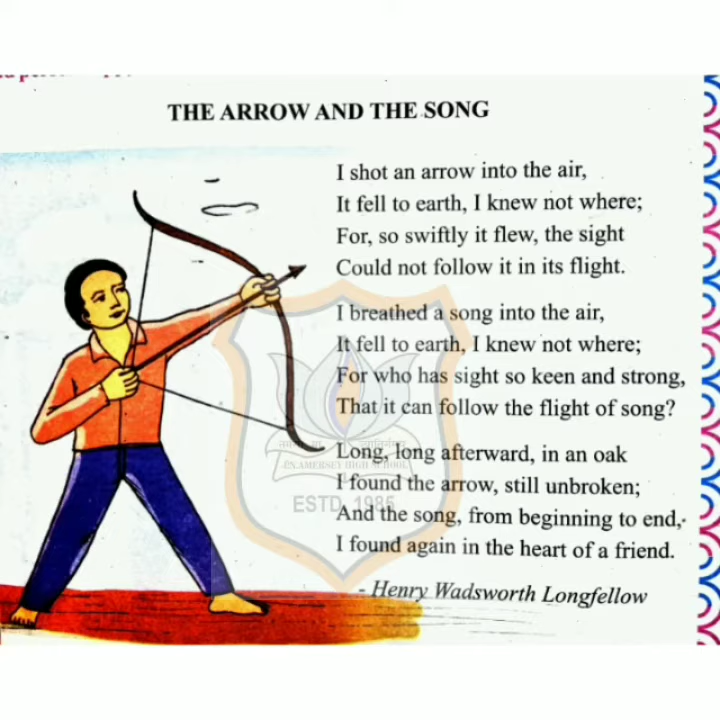 THE ARROW AND THE SONG
I shot an arrow into the air,
It fell to earth, I knew not where;
For, so swiftly it flew, the sight
Could not follow it in its flight.
I breathed a song into the air,
It fell to earth, I knew not where;
For who has sight so keen and strong,
That it can follow the flight of song?
Long, long afterward, in an oak
I found the arrow, still unbroken;
And the song, from beginning to end,
I found again in the heart of a friend.
- Henry Wadsworth Longfellow
HIGH SCHOOL
ESTD. 1985